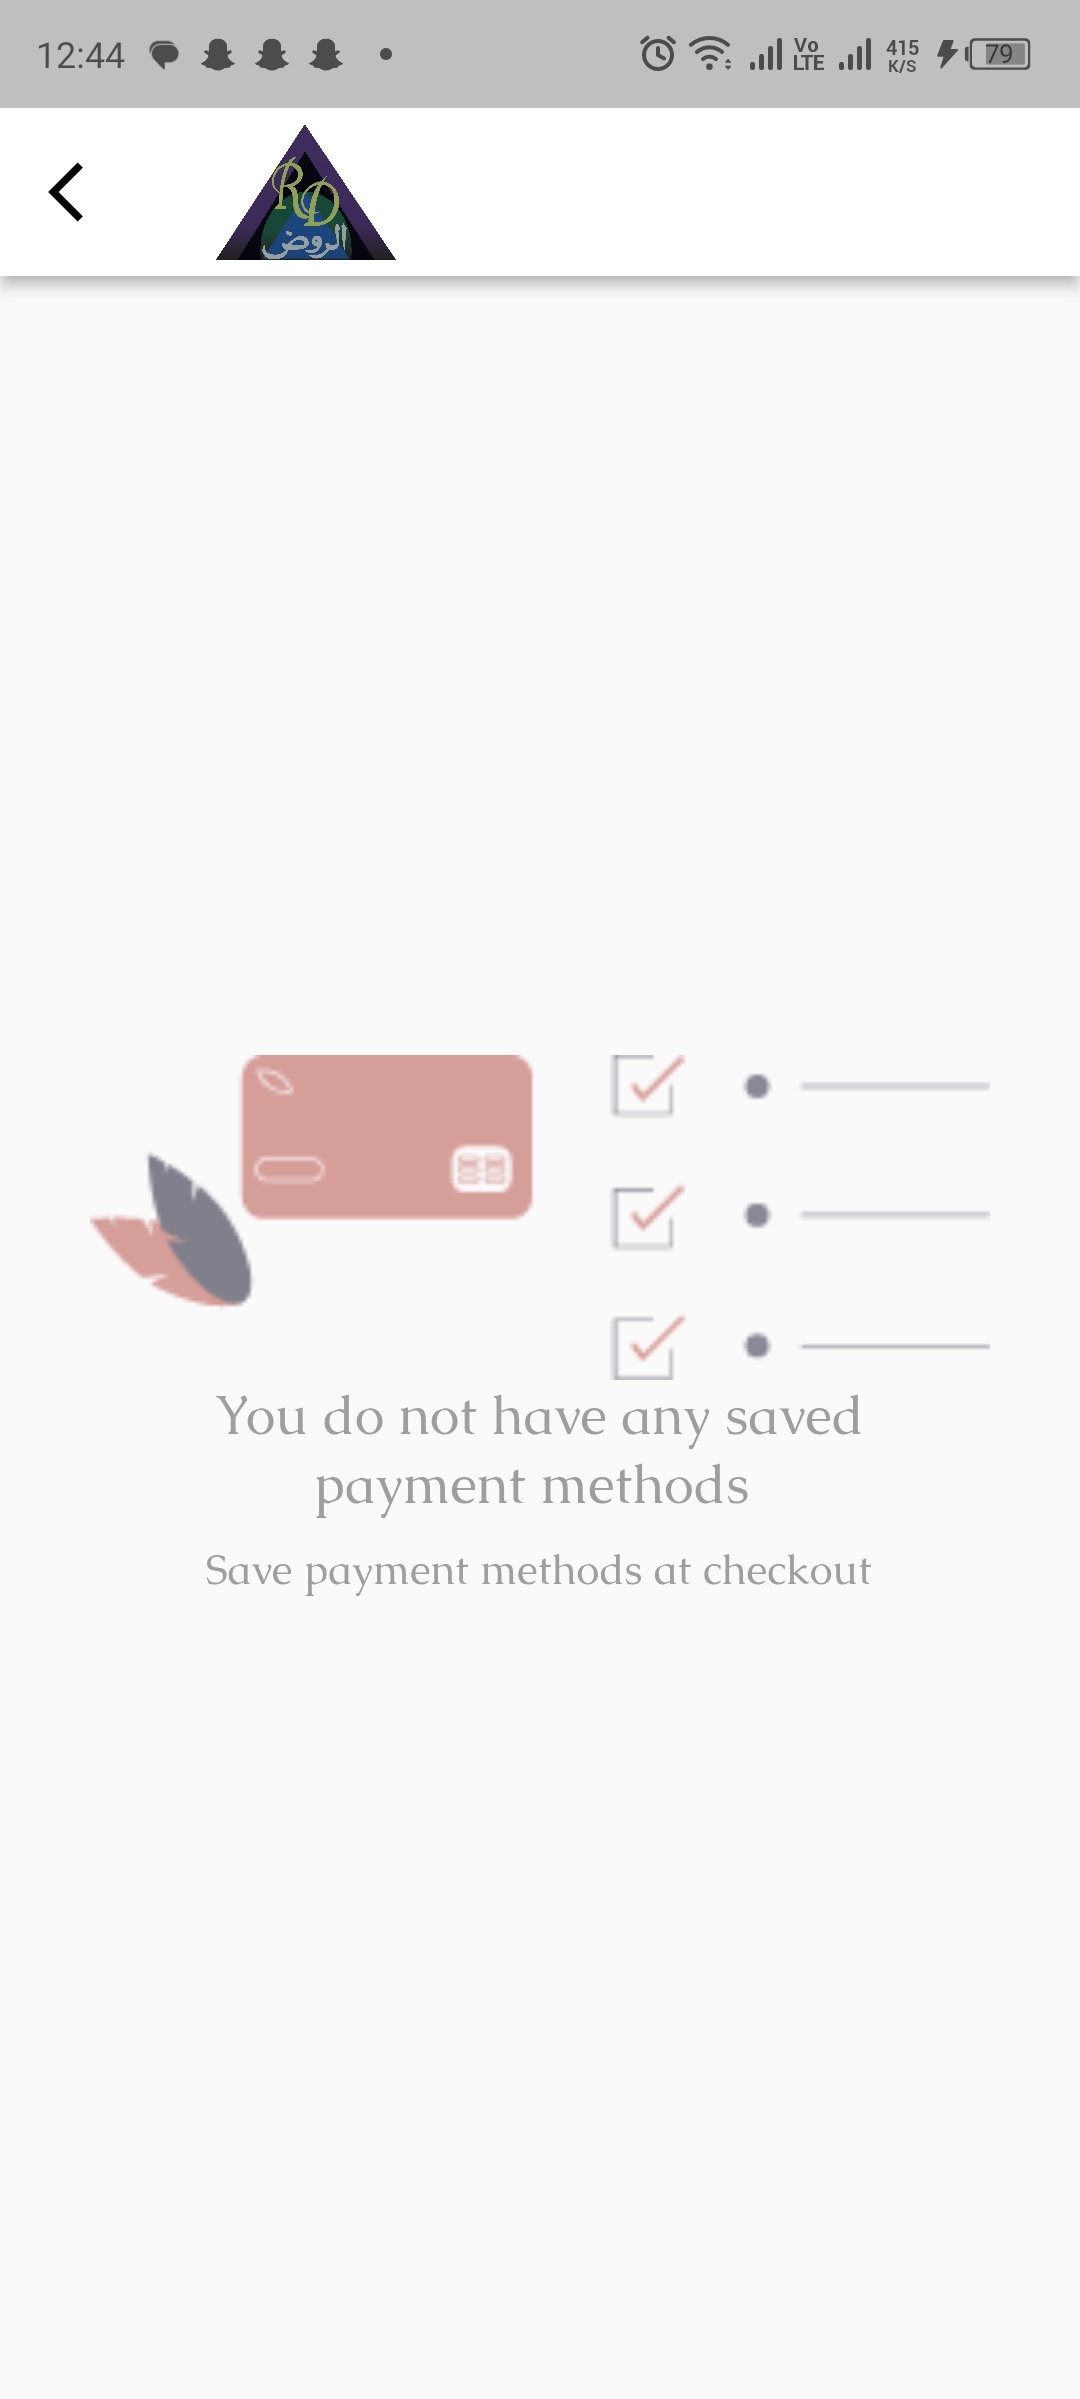 12:44
Vo
LTE
415
K/S
79
RD
الروض
You do not have any saved
payment methods
Save payment methods at checkout